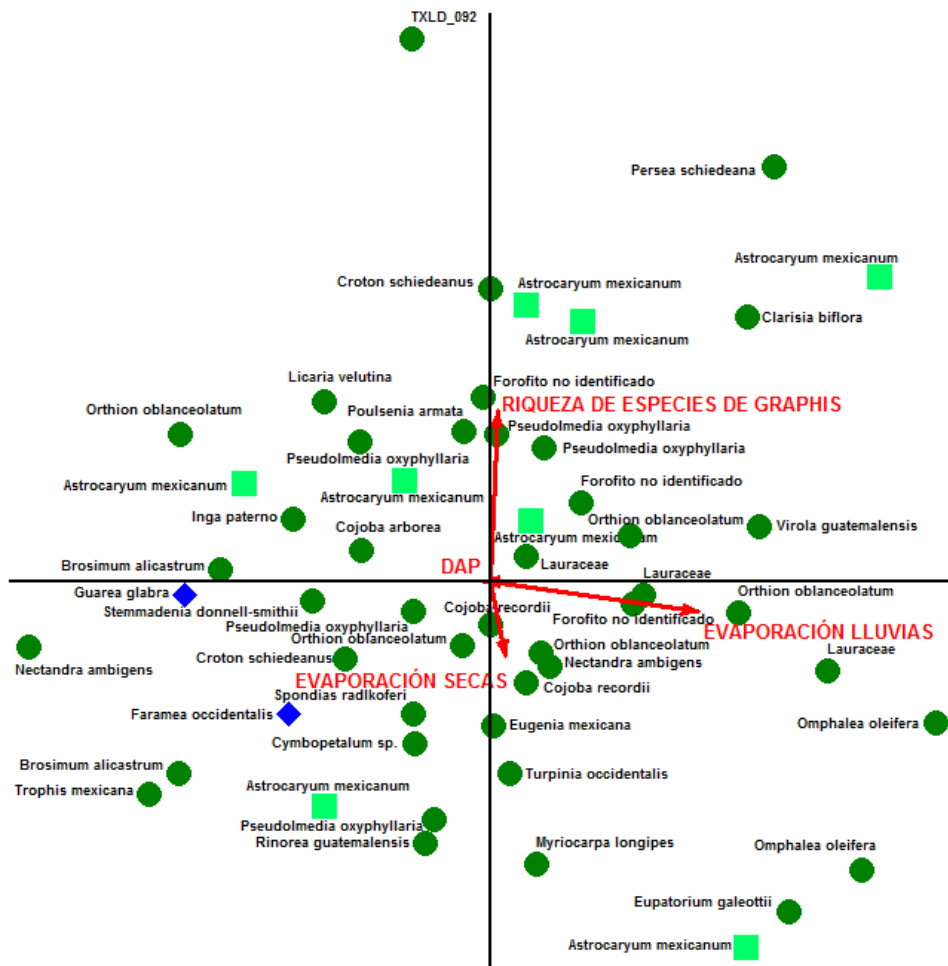 TXLD_092
Persea schiedeana
Astrocaryum mexicanum
Croton schiedeanus
Astrocaryum mexicanum
Clarisia biflora
Astrocaryum mexicanum
Licaria velutina
Forofito no identificado
Orthion oblanceolatum
Poulsenia armata
RIQUEZA DE ESPECIES DE GRAPHIS
Pseudolmedia oxyphyllaria
Pseudolmedia oxyphyllaria
Pseudolmedia oxyphyllaria
Astrocaryum mexicanum
Astrocaryum mexicanum
Forofito no identificado
Inga paterno
Cojoba arborea
Orthion oblanceolatum
Virola guatemalensis
Astrocaryum mexicanum
Brosimum alicastrum
DAP
Lauraceae
Lauraceae
Guarea glabra
Orthion oblanceolatum
Stemmadenia donnell-smithii
Cojoba recordii
Pseudolmedia oxyphyllaria
Forofito no identificado
EVAPORACIÓN LLUVIAS
Orthion oblanceolatum
Orthion oblanceolatum
Lauraceae
Nectandra ambigens
Croton schiedeanus
Nectandra ambigens
EVAPORACIÓN SECAS
Cojoba recordii
Spondias radlkoferi
Faramea occidentalis
Eugenia mexicana
Omphalea oleifera
Cymbopetalum sp.
Brosimum alicastrum
Turpinia occidentalis
Trophis mexicana
Astrocaryum mexicanum
Pseudolmedia oxyphyllaria
Rinorea guatemalensis
Myriocarpa longipes
Omphalea oleifera
Eupatorium galeottii
Astrocaryum mexicanum